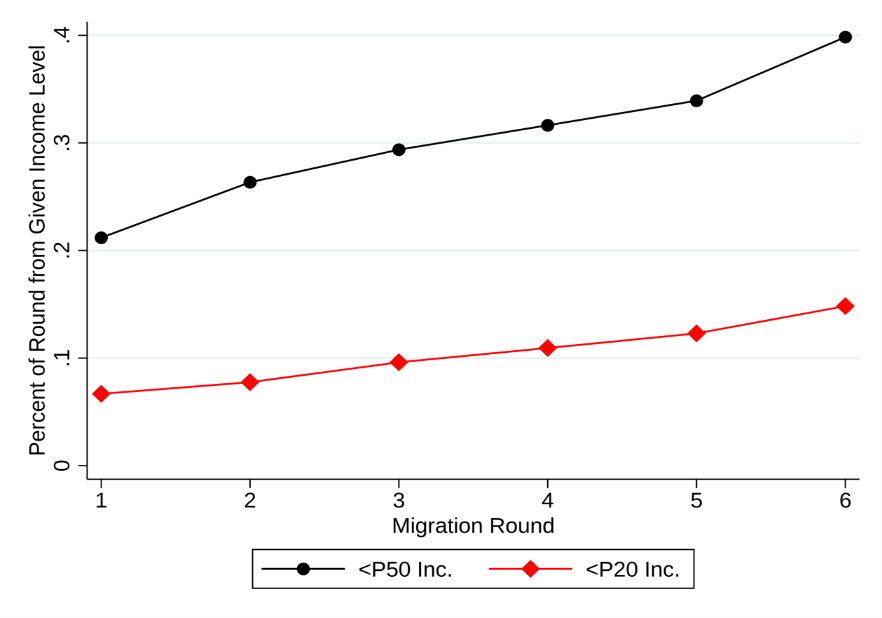 Percent of Round from Given Income Level
.4
.3
.2
.1
0
1 2 3 4 5 6
Migration Round
<P50 Inc. <P20 Inc.